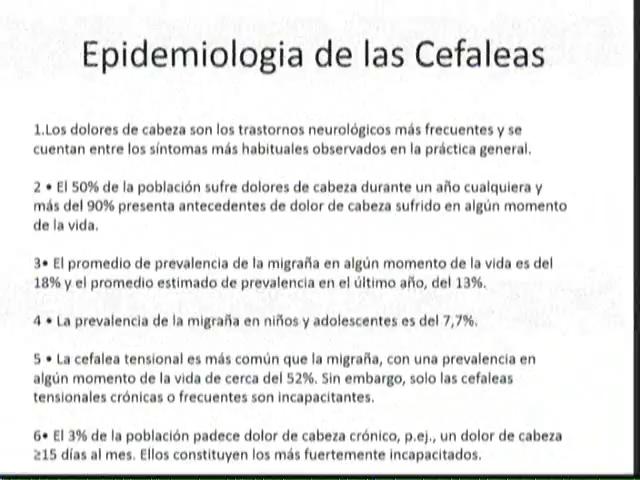 Epidemiologia de las Cefaleas
1.Los dolores de cabeza son los trastornos neurológicos más frecuentes y se
cuentan entre los síntomas más habituales observados en la práctica general.
2 • El 50% de la población sufre dolores de cabeza durante un año cualquiera y
más del 90% presenta antecedentes de dolor de cabeza sufrido en algún momento
de la vida.
3• El promedio de prevalencia de la migraña en algún momento de la vida es del
18% y el promedio estimado de prevalencia en el último año, del 13%.
4 • La prevalencia de la migraña en niños y adolescentes es del 7,7%.
5 • La cefalea tensional es más común que la migraña, con una prevalencia en
algún momento de la vida de cerca del 52%. Sin embargo, solo las cefaleas
tensionales crónicas o frecuentes son incapacitantes.
6• El 3% de la población padece dolor de cabeza crónico, p.ej., un dolor de cabeza
≥15 días al mes. Ellos constituyen los más fuertemente incapacitados.